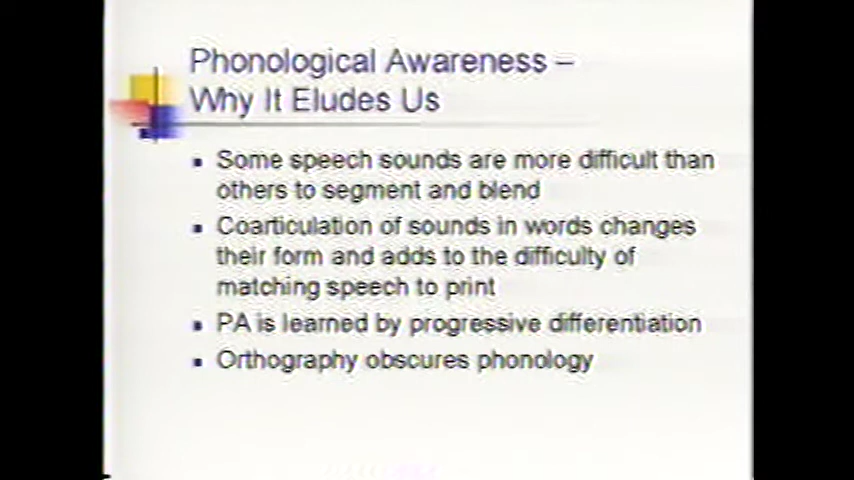 Phonological Awareness –
Why It Eludes Us
▪ Some speech sounds are more difficult than
others to segment and blend
▪ Coarticulation of sounds in words changes
their form and adds to the difficulty of
matching speech to print
▪ PA is learned by progressive differentiation
▪ Orthography obscures phonology